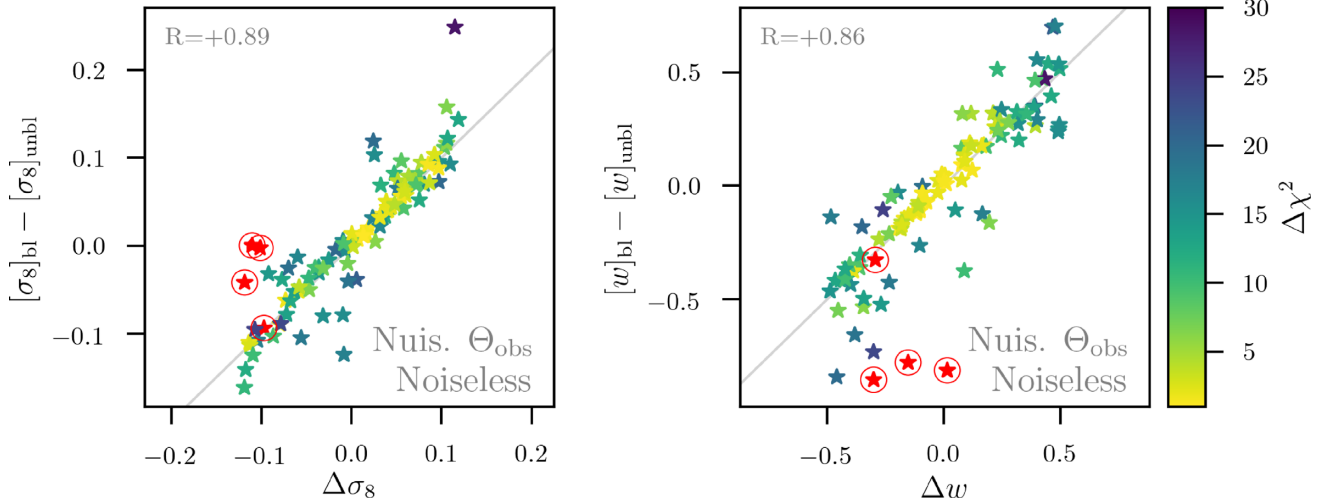 R=+0.89
[σ₈]bl − [σ₈]unbl
0.2
0.1
0.0
−0.1
Nuis. Θobs
Noiseless
−0.2
−0.1
0.0
0.1
0.2
Δσ₈
R=+0.86
[w]bl − [w]unbl
0.5
0.0
−0.5
Nuis. Θobs
Noiseless
−0.5
0.0
0.5
Δw
30
25
20
15
10
5
Δχ²